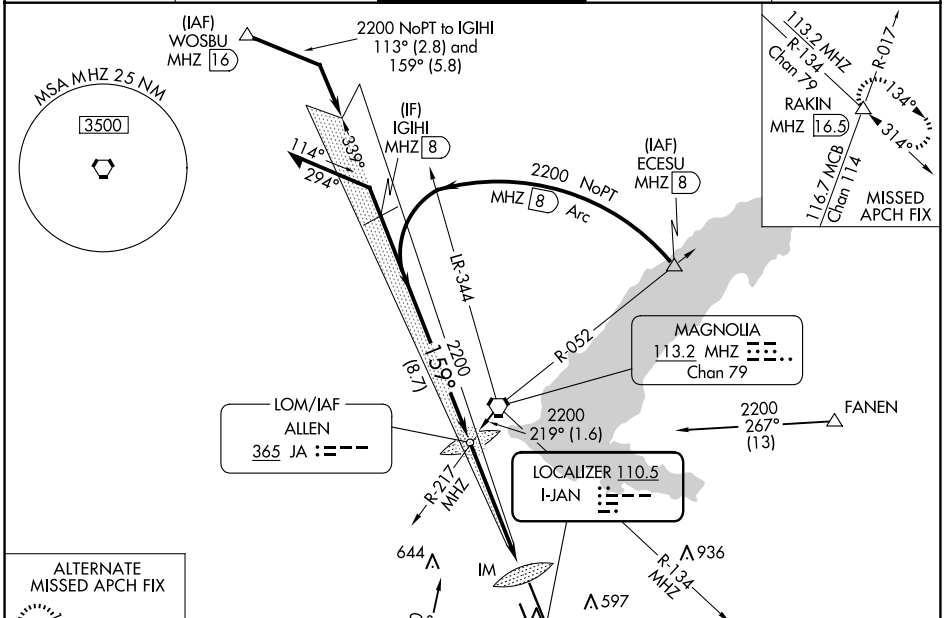 (IAF)
WOSBU
MHZ 16
2200 NoPT to IGIHI
113° (2.8) and
159° (5.8)
MSA MHZ 25 NM
3500
(IF)
IGIHI
MHZ 8
339°
114°
294°
2200 NoPT
MHZ 8 Arc
(IAF)
ECESU
MHZ 8
113.2 MHZ
R-134
Chan 79
R-017
134°
314°
RAKIN
MHZ 16.5
116.7 MCB
Chan 114
MISSED
APCH FIX
LR-344
R-052
2200
159°
(8.7)
MAGNOLIA
113.2 MHZ
Chan 79
LOM/IAF
ALLEN
365 JA
2200
219° (1.6)
2200
267°
(13)
FANEN
R-217
MHZ
LOCALIZER 110.5
I-JAN
644
IM
936
R-134
MHZ
597
ALTERNATE
MISSED APCH FIX